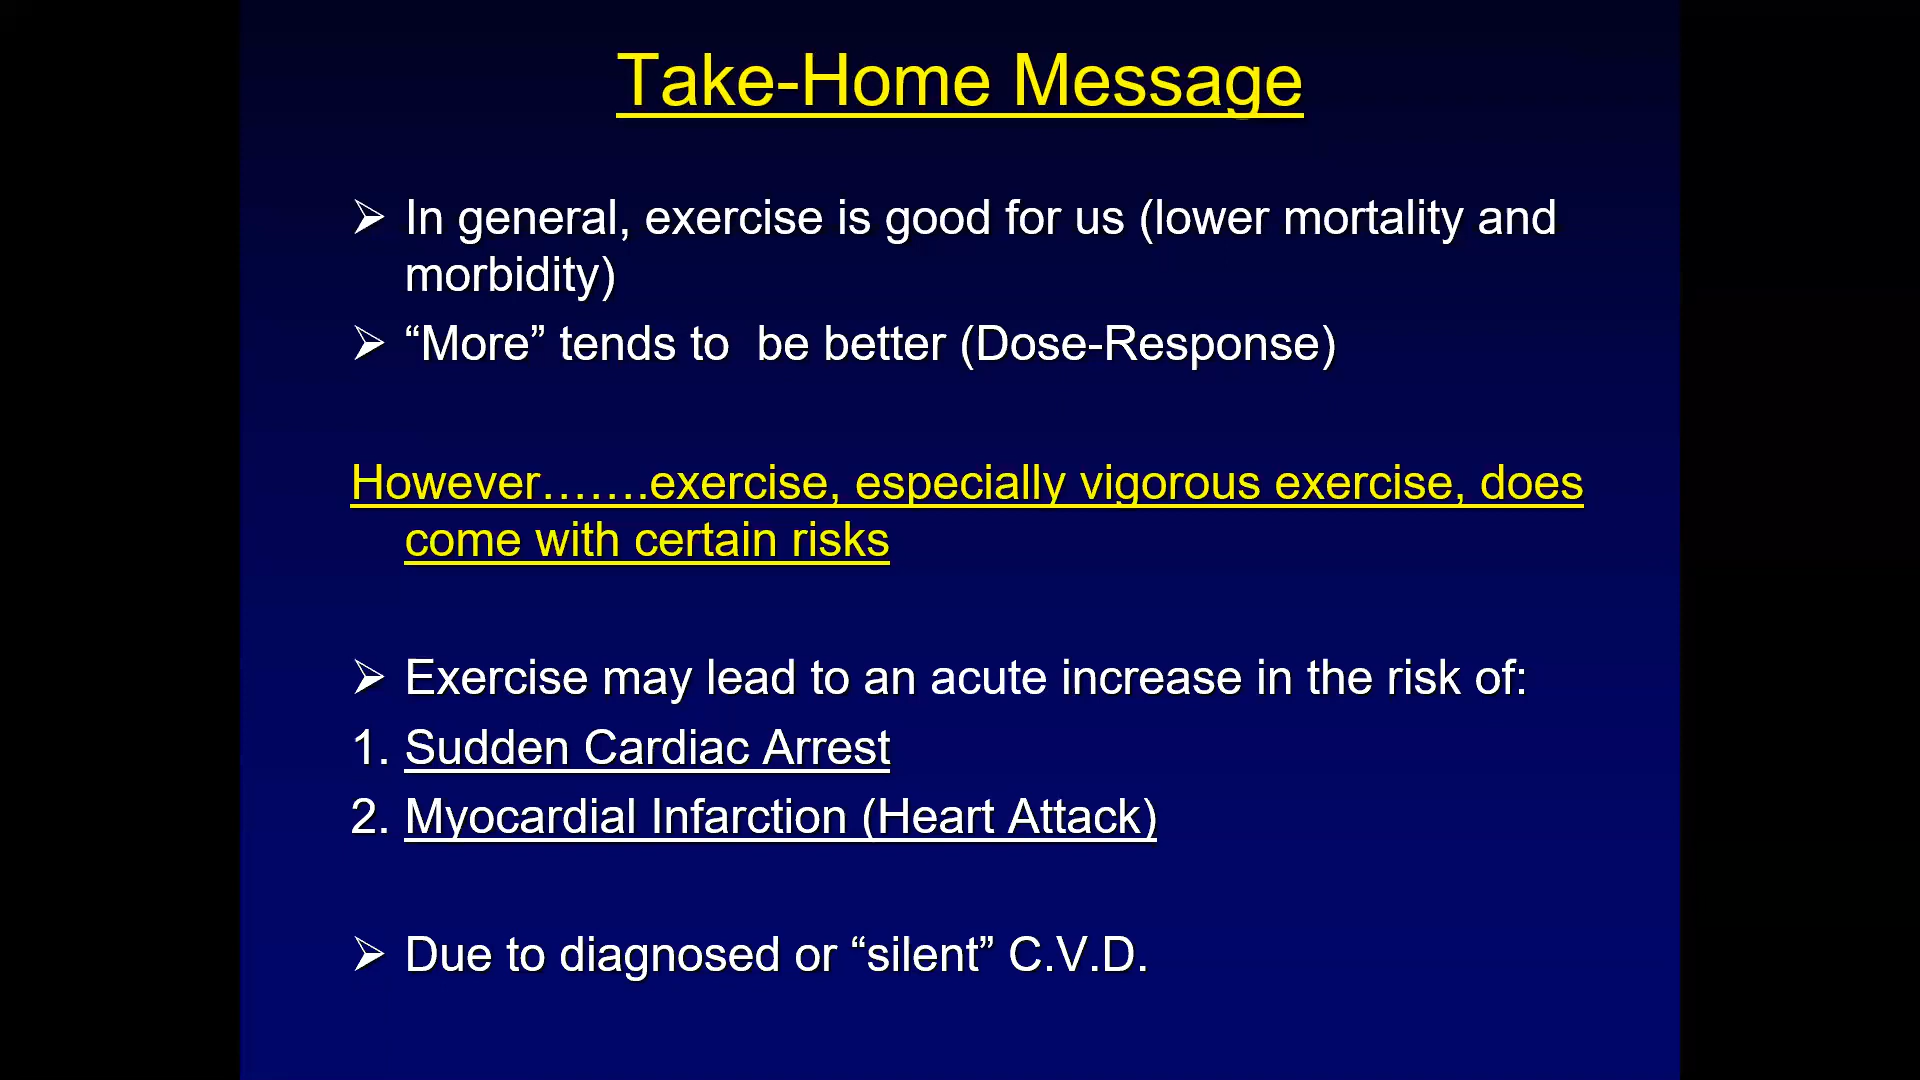 Take-Home Message
➢ In general, exercise is good for us (lower mortality and
morbidity)
➢ “More” tends to  be better (Dose-Response)
However…….exercise, especially vigorous exercise, does
come with certain risks
➢ Exercise may lead to an acute increase in the risk of:
1. Sudden Cardiac Arrest
2. Myocardial Infarction (Heart Attack)
➢ Due to diagnosed or “silent” C.V.D.